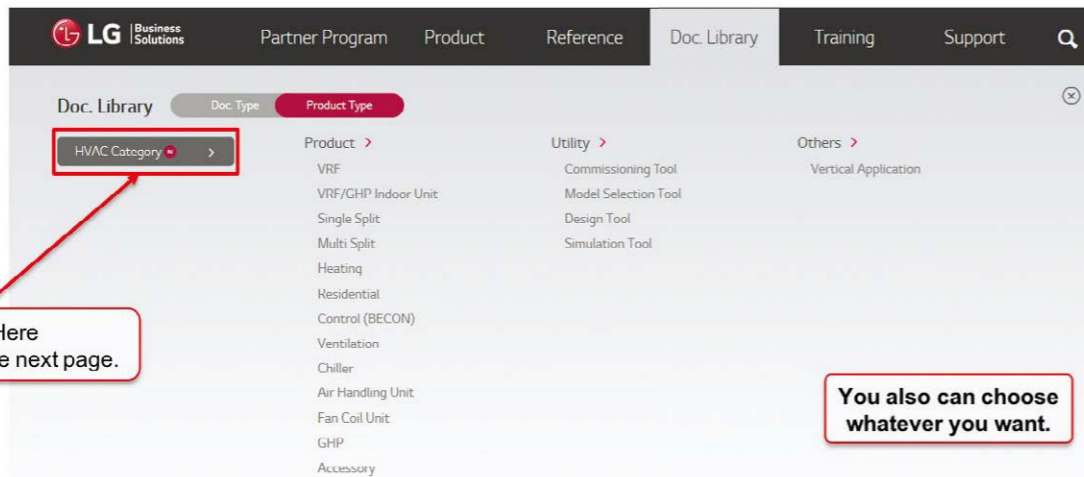 LG Business Solutions
Partner Program Product Reference Doc. Library Training Support
Doc. Library Doc. Type Product Type
HVAC Category N >
Product >
VRF
VRF/GHP Indoor Unit
Single Split
Multi Split
Heating
Residential
Control (BECON)
Ventilation
Chiller
Air Handling Unit
Fan Coil Unit
GHP
Accessory
Utility >
Commissioning Tool
Model Selection Tool
Design Tool
Simulation Tool
Others >
Vertical Application
Here
next page.
You also can choose
whatever you want.